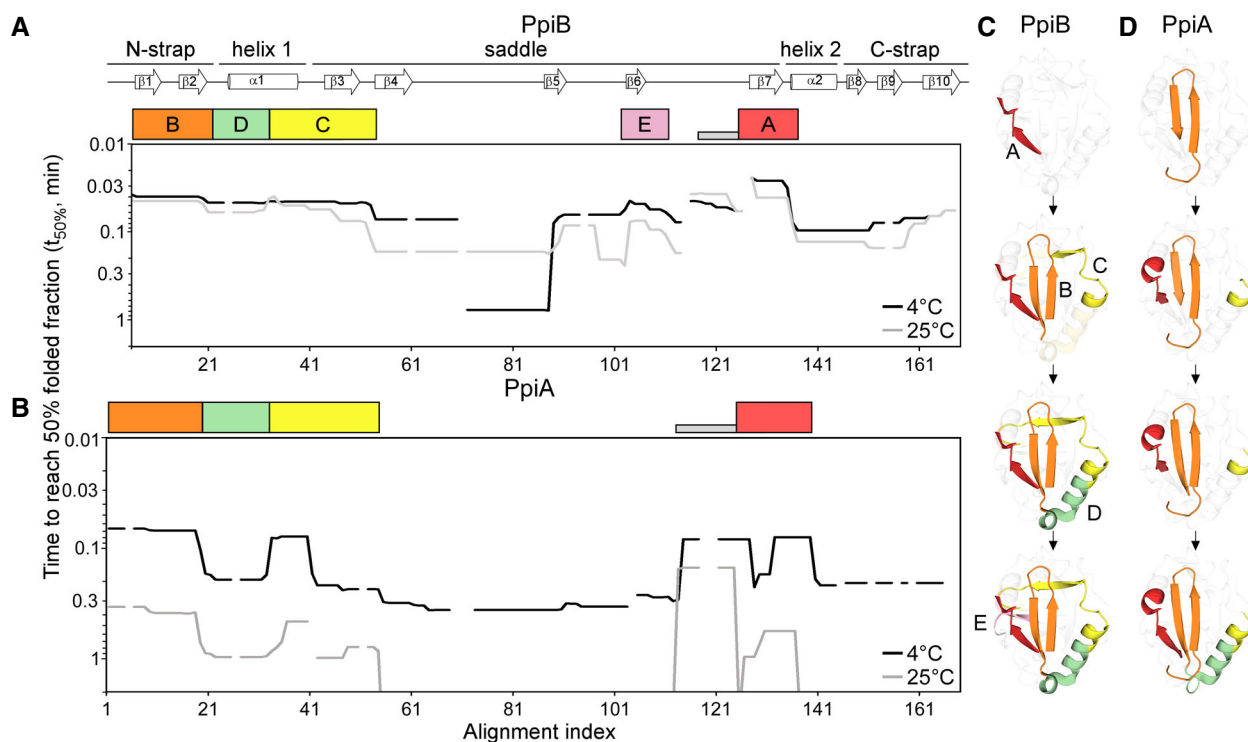 A
PpiB
N-strap helix 1 saddle helix 2 C-strap
β1 β2 α1 β3 β4 β5 β6 β7 α2 β8 β9 β10
B D C E A
0.01
0.03
0.1
0.3
1
4°C
25°C
1 21 41 61 81 101 121 141 161
PpiA
B
0.01
0.03
0.1
0.3
1
4°C
25°C
1 21 41 61 81 101 121 141 161
Alignment index
Time to reach 50% folded fraction (t50%, min)
C
PpiB
A
B
C
D
E
D
PpiA